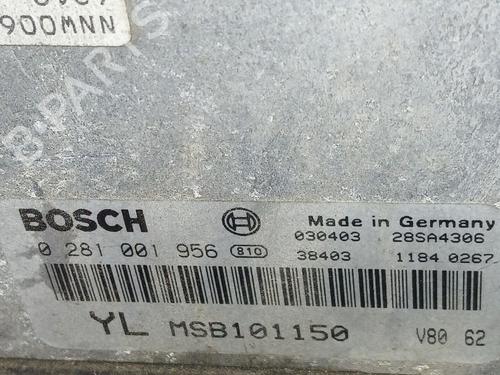 NNW006
B-PARTS
BOSCH
Made in Germany
0 281 001 956 810
030403 28SA4306
38403 1184 0267
YL MSB101150 V80 62